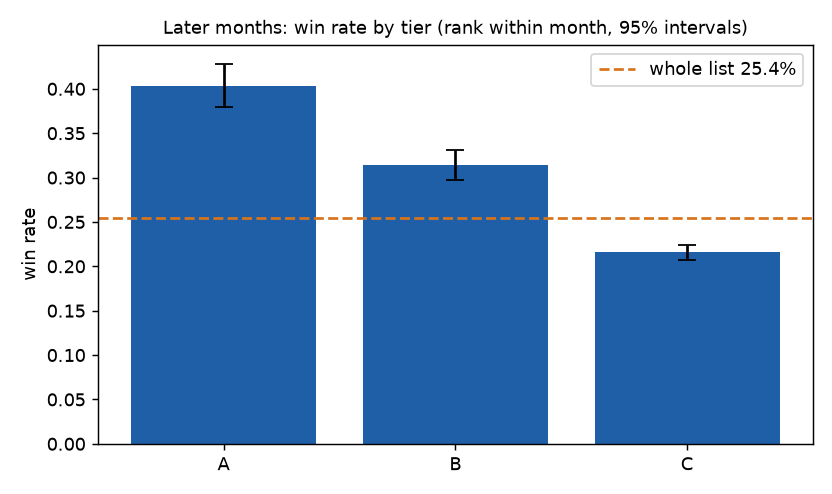 Later months: win rate by tier (rank within month, 95% intervals)
whole list 25.4%
win rate
0.40
0.35
0.30
0.25
0.20
0.15
0.10
0.05
0.00
A
B
C